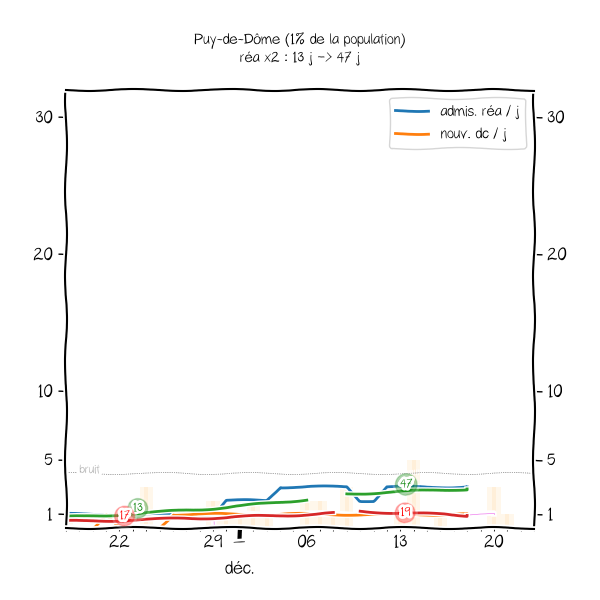 Puy-de-Dôme (1% de la population)
réa x2 : 13 j -> 47 j
admis. réa / j
nouv. dc / j
30 30
20 20
10 10
5 5
bruit
1 1
17 13 47 19
22 29 1 06 13 20
déc.